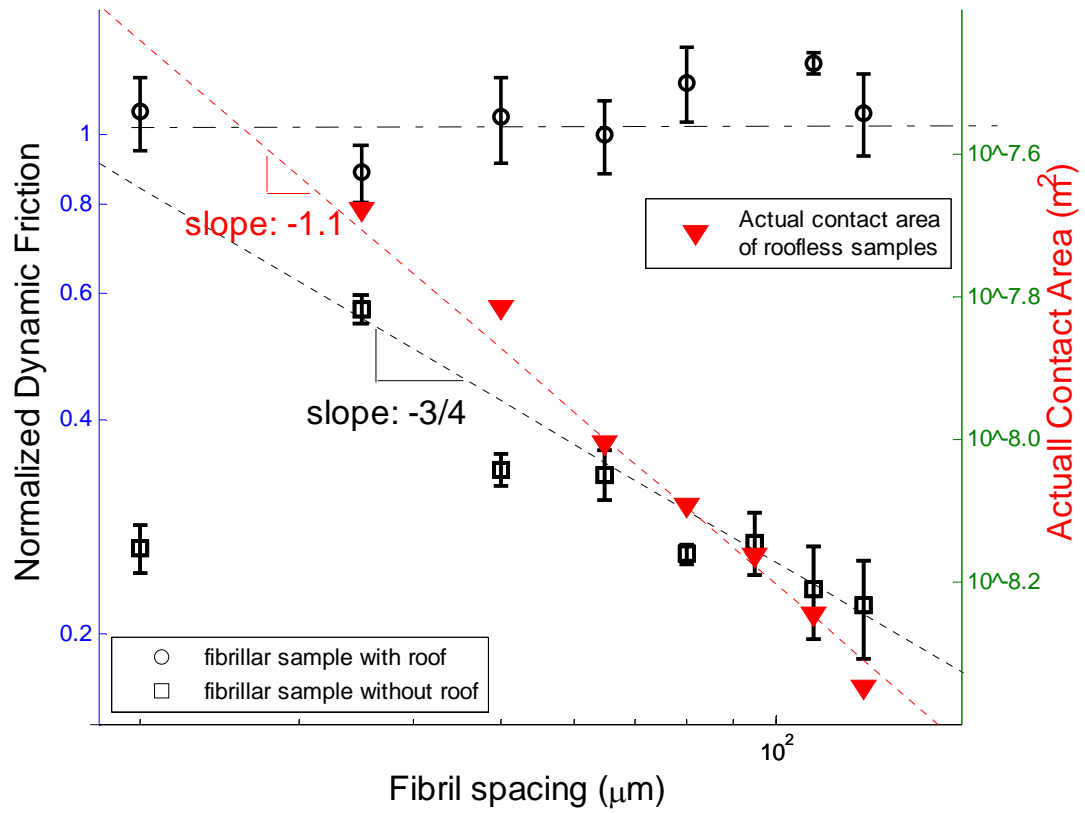 Normalized Dynamic Friction
1
0.8
0.6
0.4
0.2
slope: -1.1
slope: -3/4
Actual contact area
of roofless samples
fibrillar sample with roof
fibrillar sample without roof
10^-7.6
10^-7.8
10^-8.0
10^-8.2
Actuall Contact Area (m²)
10²
Fibril spacing (μm)